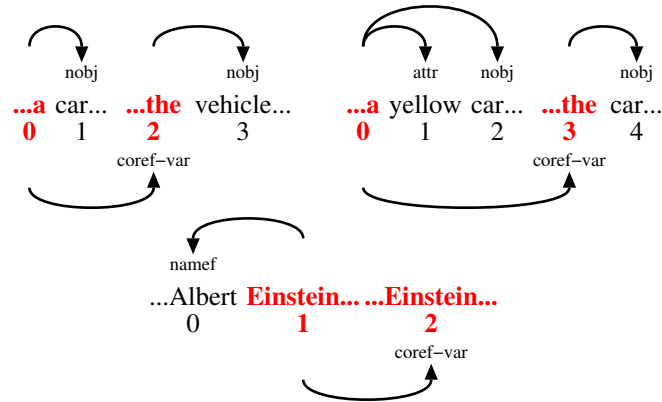 nobj nobj attr nobj nobj
...a car... ...the vehicle... ...a yellow car... ...the car...
0 1 2 3 0 1 2 3 4
coref–var coref–var
namef
...Albert Einstein... ...Einstein...
0 1 2
coref–var